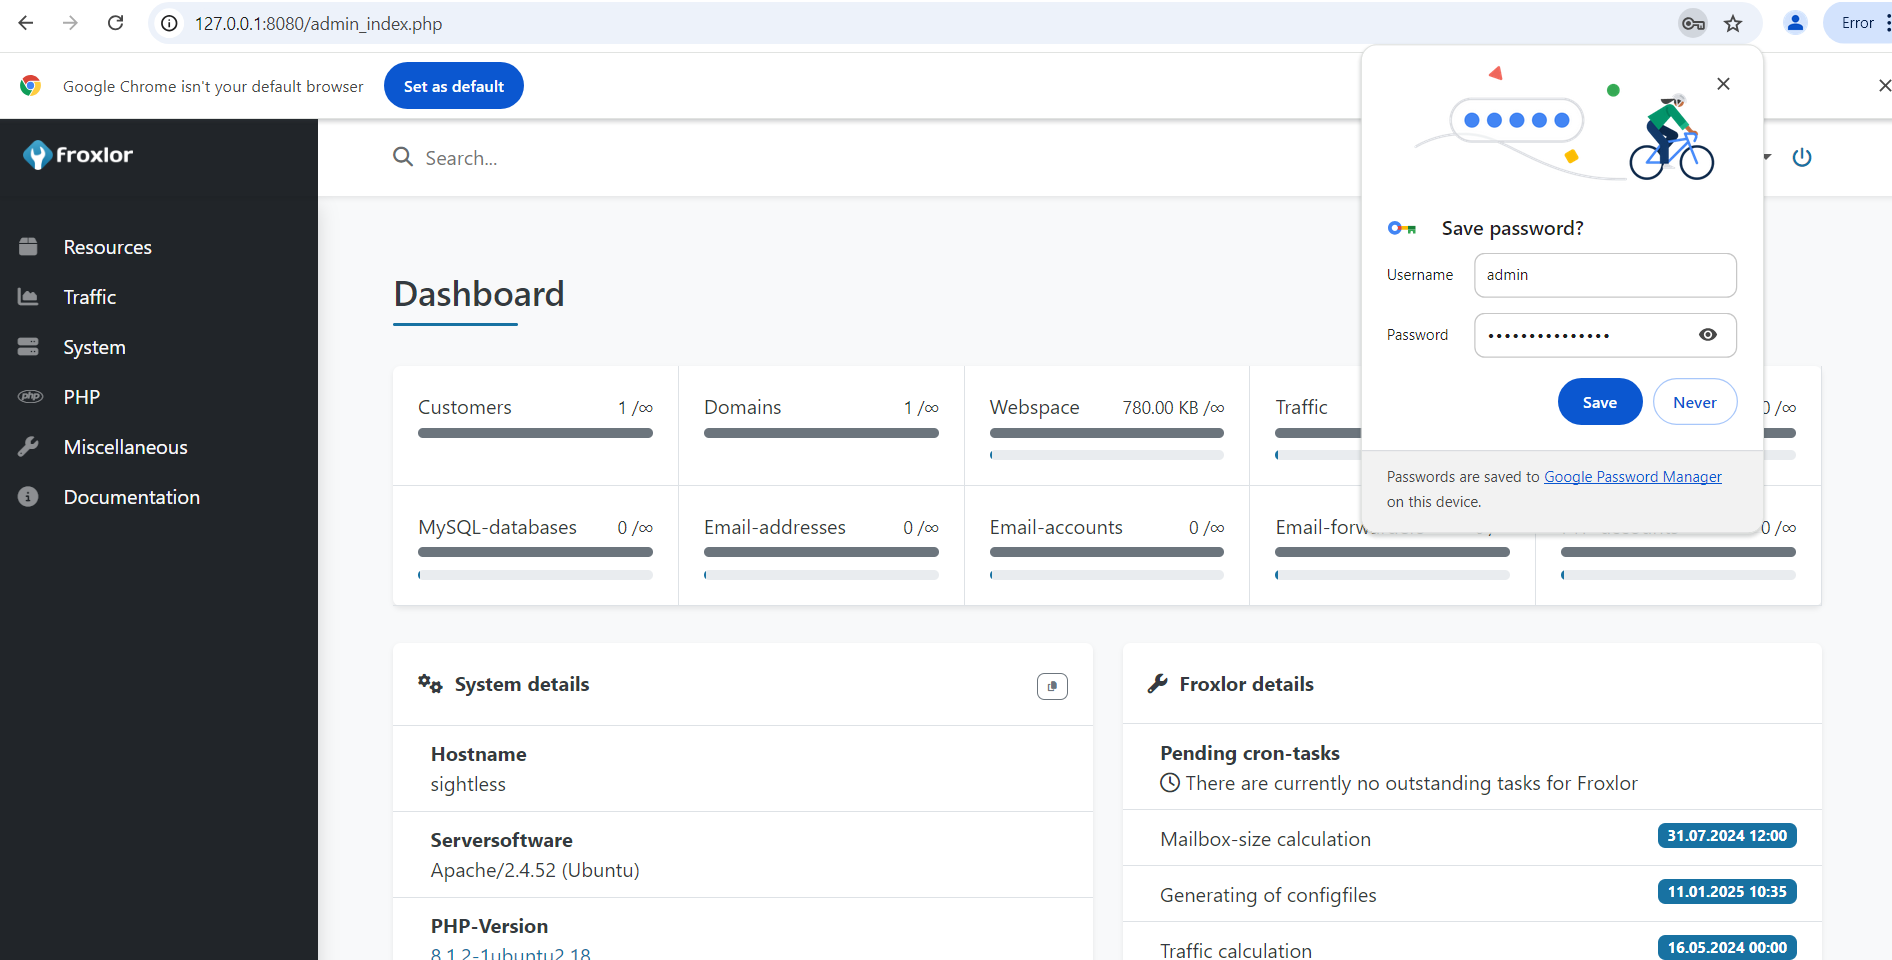 127.0.0.1:8080/admin_index.php
Error
Google Chrome isn't your default browser
Set as default
froxlor
Search...
Save password?
Username admin
Password •••••••••••••••
Save Never
Passwords are saved to Google Password Manager
on this device.
Resources
Traffic
System
php PHP
Miscellaneous
Documentation
Dashboard
Customers 1 /∞
Domains 1 /∞
Webspace 780.00 KB /∞
Traffic
0 /∞
MySQL-databases 0 /∞
Email-addresses 0 /∞
Email-accounts 0 /∞
0 /∞
System details
Hostname
sightless
Serversoftware
Apache/2.4.52 (Ubuntu)
PHP-Version
8.1.2-1ubuntu2.18
Froxlor details
Pending cron-tasks
There are currently no outstanding tasks for Froxlor
Mailbox-size calculation 31.07.2024 12:00
Generating of configfiles 11.01.2025 10:35
Traffic calculation 16.05.2024 00:00